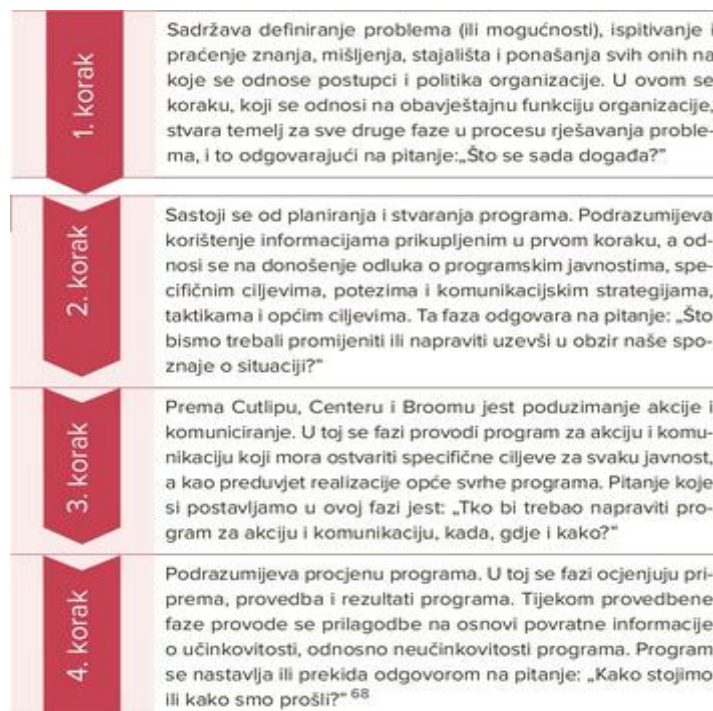 1. korak
Sadržava definiranje problema (ili mogućnosti), ispitivanje i
praćenje znanja, mišljenja, stajališta i ponašanja svih onih na
koje se odnose postupci i politika organizacije. U ovom se
koraku, koji se odnosi na obavještajnu funkciju organizacije,
stvara temelj za sve druge faze u procesu rješavanja proble-
ma, i to odgovarajući na pitanje:„Što se sada događa?”
2. korak
Sastoji se od planiranja i stvaranja programa. Podrazumijeva
korištenje informacijama prikupljenim u prvom koraku, a od-
nosi se na donošenje odluka o programskim javnostima, spe-
cifičnim ciljevima, potezima i komunikacijskim strategijama,
taktikama i općim ciljevima. Ta faza odgovara na pitanje: „Što
bismo trebali promijeniti ili napraviti uzevši u obzir naše spo-
znaje o situaciji?”
3. korak
Prema Cutlipu, Centeru i Broomu jest poduzimanje akcije i
komuniciranje. U toj se fazi provodi program za akciju i komu-
nikaciju koji mora ostvariti specifične ciljeve za svaku javnost,
a kao preduvjet realizacije opće svrhe programa. Pitanje koje
si postavljamo u ovoj fazi jest: „Tko bi trebao napraviti pro-
gram za akciju i komunikaciju, kada, gdje i kako?”
4. korak
Podrazumijeva procjenu programa. U toj se fazi ocjenjuju pri-
prema, provedba i rezultati programa. Tijekom provedbene
faze provode se prilagodbe na osnovi povratne informacije
o učinkovitosti, odnosno neučinkovitosti programa. Program
se nastavlja ili prekida odgovorom na pitanje: „Kako stojimo
ili kako smo prošli?” 68